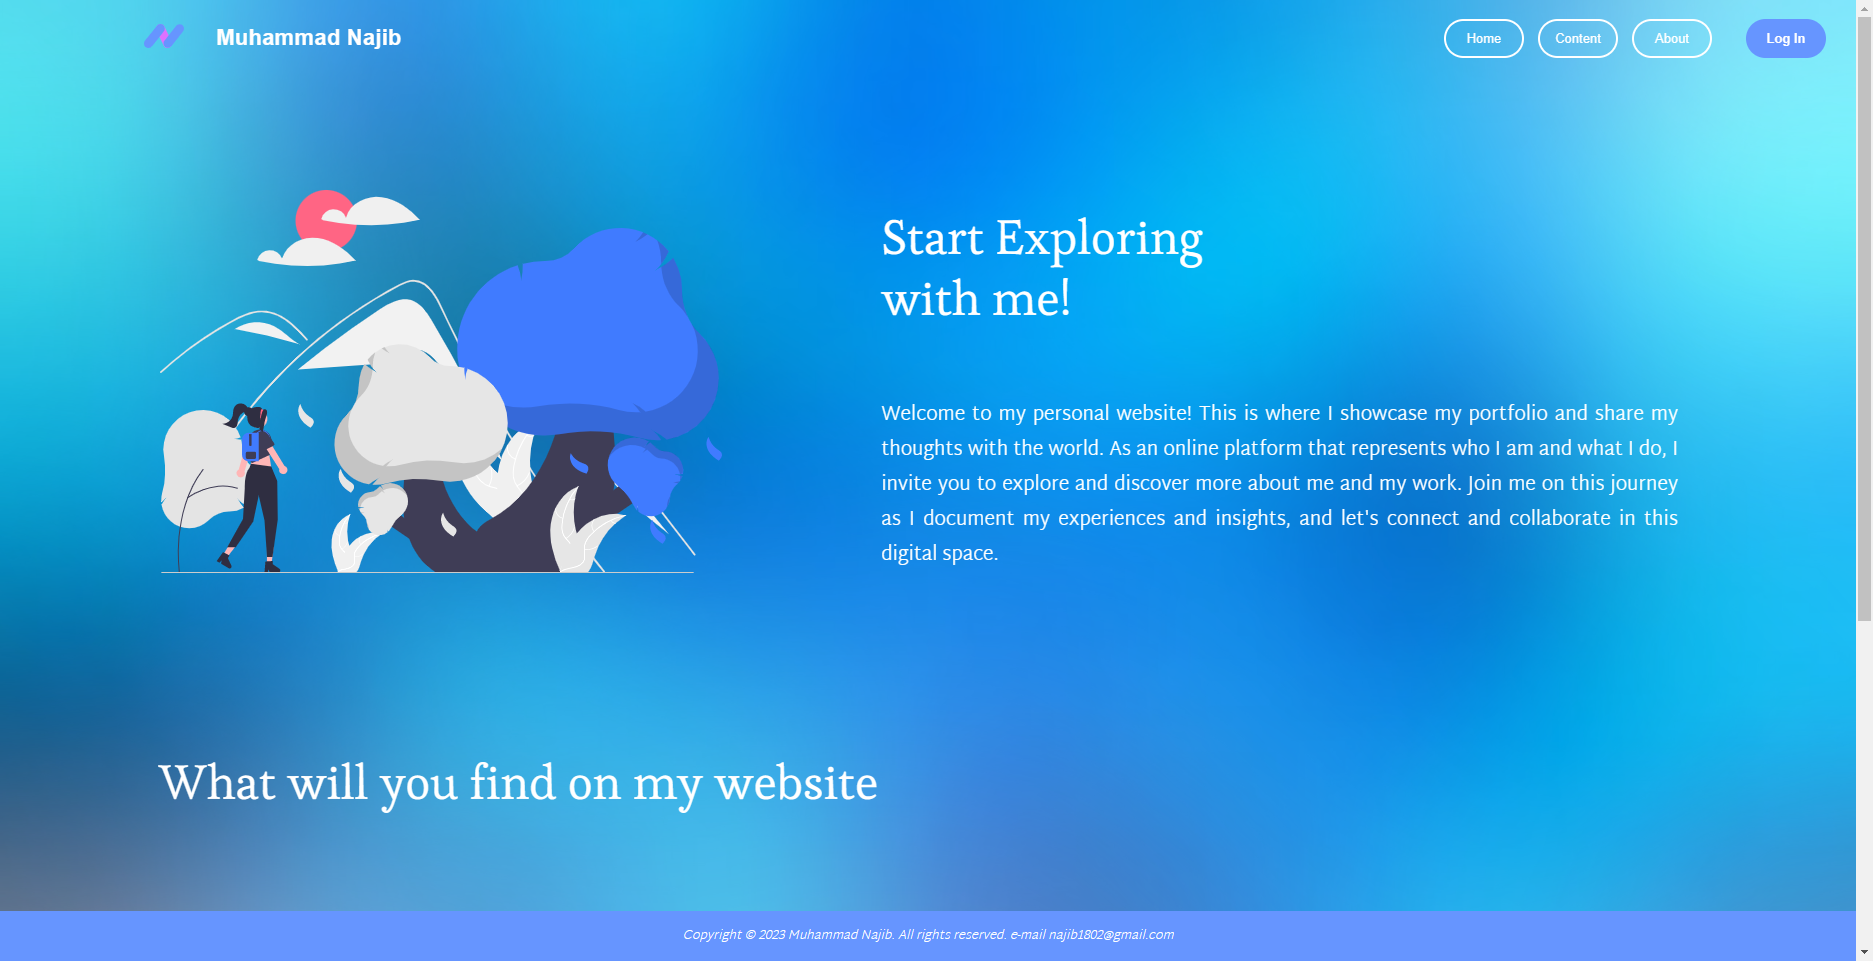 Muhammad Najib
Home
Content
About
Log In
Start Exploring
with me!
Welcome to my personal website! This is where I showcase my portfolio and share my
thoughts with the world. As an online platform that represents who I am and what I do, I
invite you to explore and discover more about me and my work. Join me on this journey
as I document my experiences and insights, and let's connect and collaborate in this
digital space.
What will you find on my website
Copyright © 2023 Muhammad Najib. All rights reserved. e-mail najib1802@gmail.com